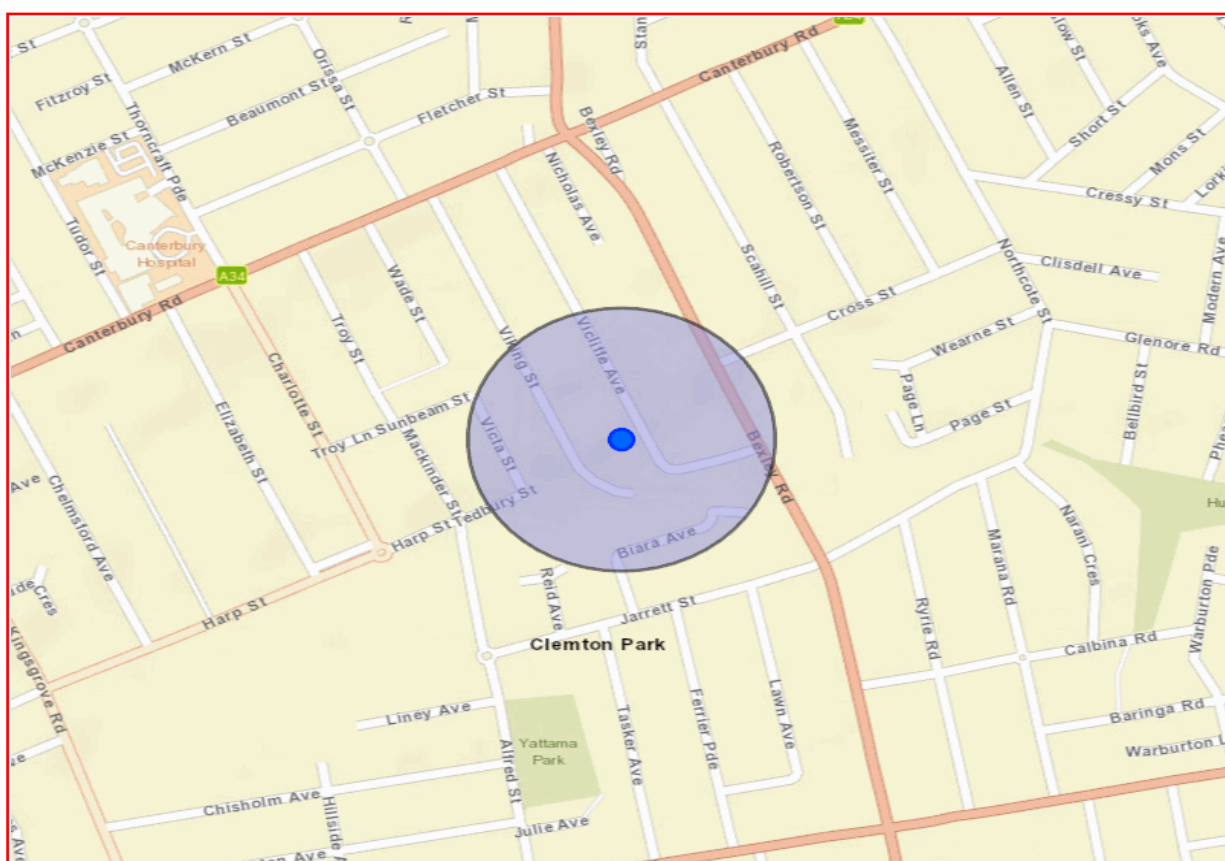 McKern St
Fitzroy St
Orissa St
Beaumont St
Thorncraft Pde
Fletcher St
McKenzie St
Tudor St
Canterbury
Hospital
A34
Canterbury Rd
Canterbury Rd
Bexley Rd
Nicholas Ave
Messiter St
Robertson St
Allen St
Short St
Mons St
Cressy St
Scahill St
Cross St
Northcote St
Clisdell Ave
Modern Ave
Wearne St
Glenore Rd
Page Ln
Page St
Bellbird St
Wade St
Troy St
Viking St
Vicliffe Ave
Charlotte St
Elizabeth St
Troy Ln
Sunbeam St
Victa St
Mackinder St
Bexley Rd
Harp St
Tedbury St
Biara Ave
Chelmsford Ave
Harp St
Reid Ave
Jarrett St
Clemton Park
Narani Cres
Marana Rd
Ryrie Rd
Warburton Pde
Calbina Rd
Kingsgrove Rd
Liney Ave
Alfred St
Yattama
Park
Tasker Ave
Ferrier Pde
Lawn Ave
Baringa Rd
Chisholm Ave
Julie Ave